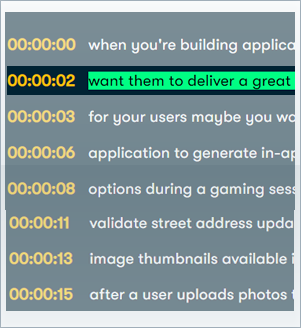 00:00:00 when you're building applica
00:00:02 want them to deliver a great
00:00:03 for your users maybe you wa
00:00:06 application to generate in-ap
00:00:08 options during a gaming sess
00:00:11 validate street address upda
00:00:13 image thumbnails available i
00:00:15 after a user uploads photos t